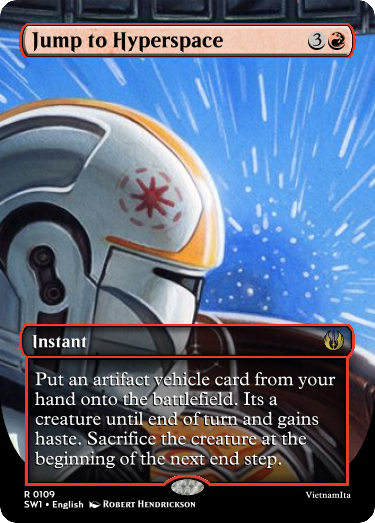 Jump to Hyperspace 3
Instant
Put an artifact vehicle card from your
hand onto the battlefield. Its a
creature until end of turn and gains
haste. Sacrifice the creature at the
beginning of the next end step.
R 0109
SW1 • English Robert Hendrickson
VietnamIta